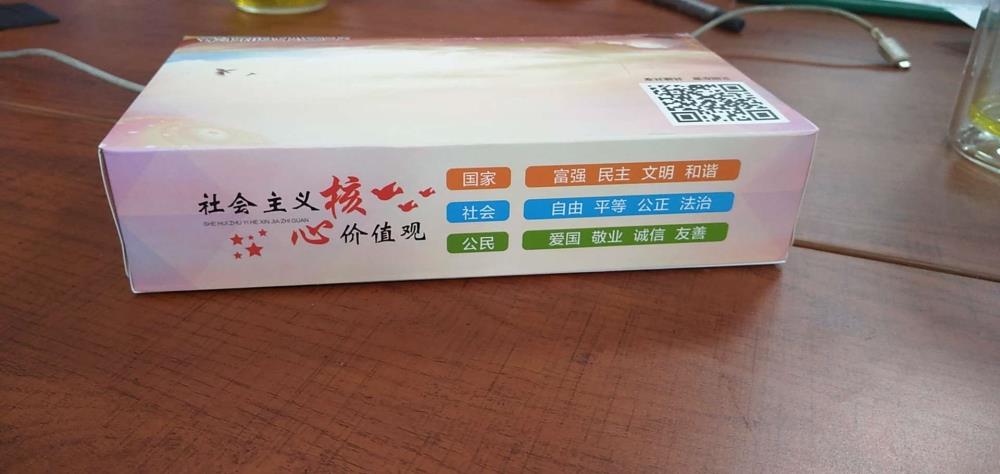 社会主义核
SHE HUI ZHU YI HE XIN JIA ZHI GUAN
心价值观
国家 富强 民主 文明 和谐
社会 自由 平等 公正 法治
公民 爱国 敬业 诚信 友善